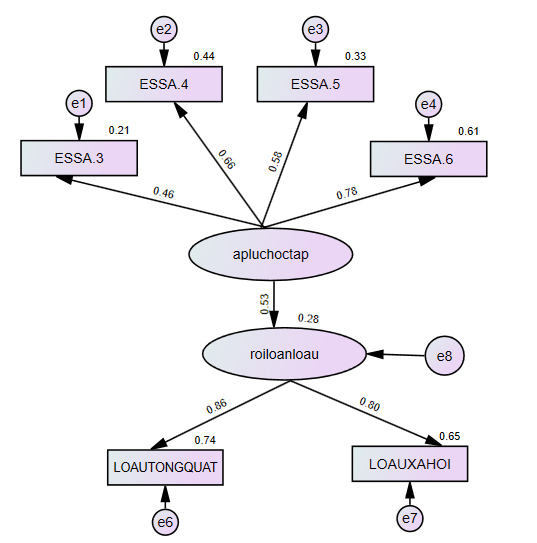 e2
e3
0.44
0.33
ESSA.4
ESSA.5
e1
e4
0.21
0.61
ESSA.3
ESSA.6
0.46
0.66
0.58
0.78
apluchoctap
0.53
0.28
roiloanloau
e8
0.86
0.80
0.74
0.65
LOAUTONGQUAT
LOAUXAHOI
e6
e7